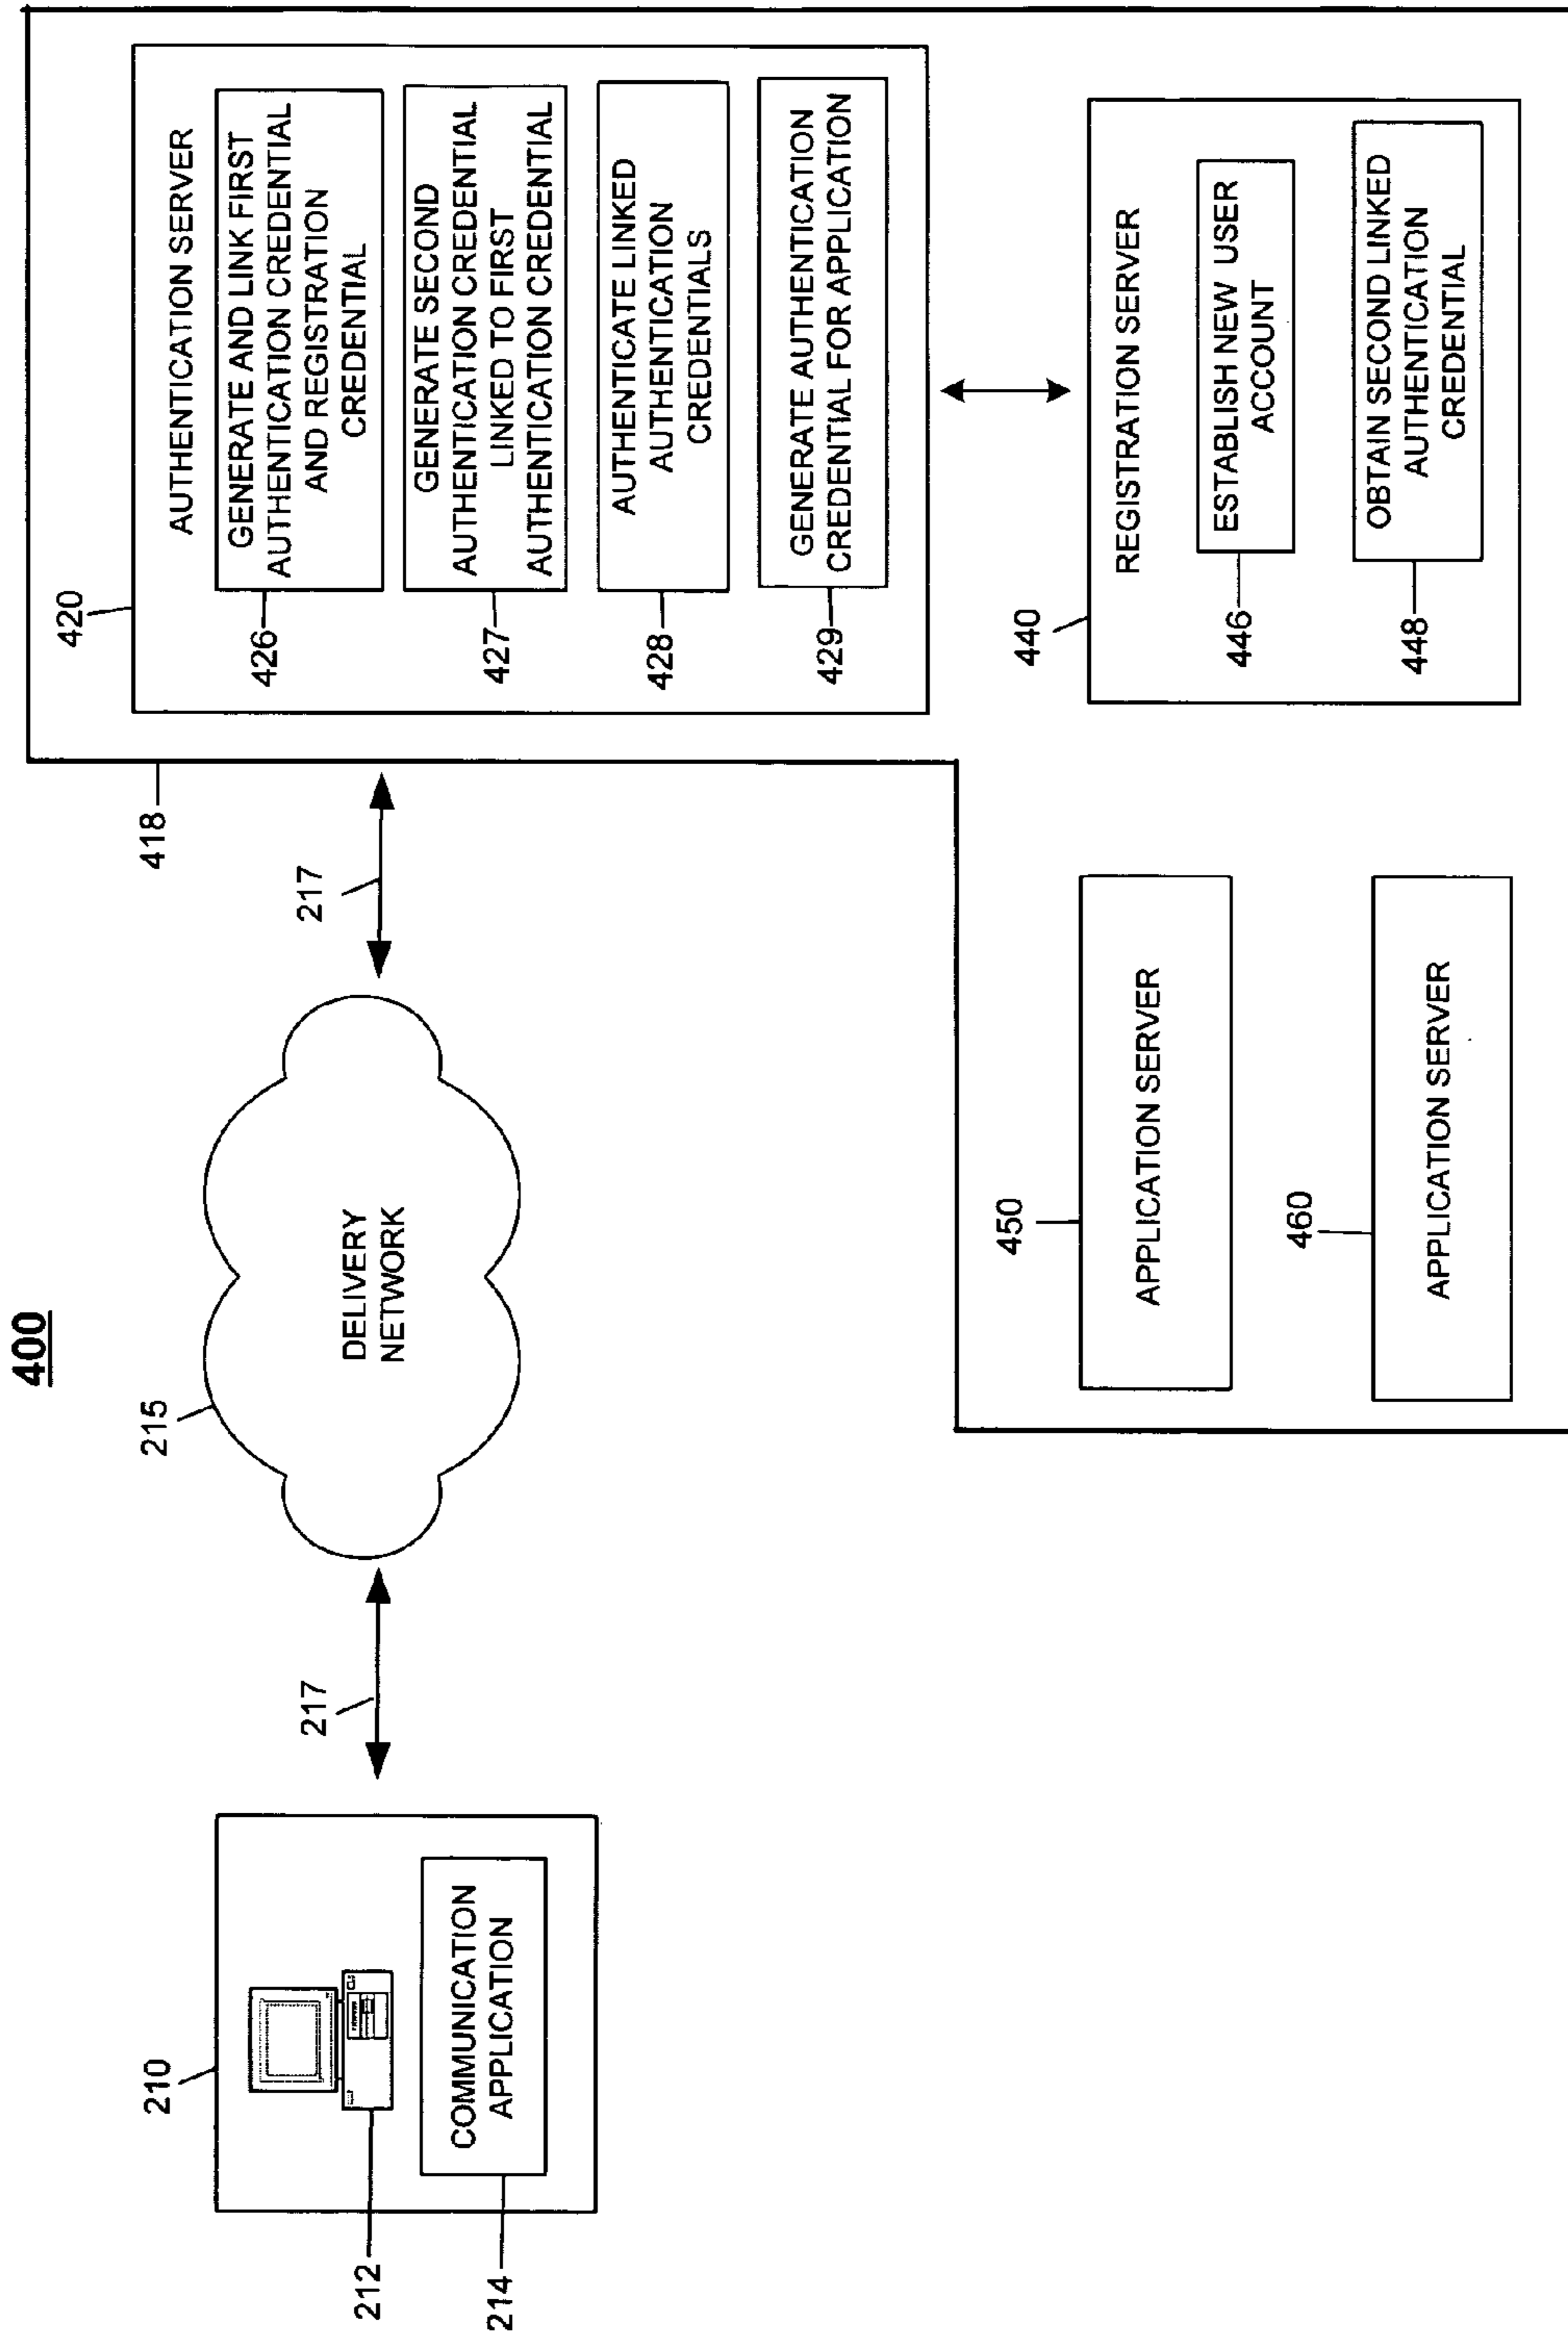 400
210
212
COMMUNICATION
APPLICATION
214
217
215
DELIVERY
NETWORK
217
418
420
AUTHENTICATION SERVER
GENERATE AND LINK FIRST
AUTHENTICATION CREDENTIAL
AND REGISTRATION
CREDENTIAL
426
GENERATE SECOND
AUTHENTICATION CREDENTIAL
LINKED TO FIRST
AUTHENTICATION CREDENTIAL
427
AUTHENTICATE LINKED
AUTHENTICATION
CREDENTIALS
428
GENERATE AUTHENTICATION
CREDENTIAL FOR APPLICATION
429
450
APPLICATION SERVER
460
APPLICATION SERVER
440
REGISTRATION SERVER
ESTABLISH NEW USER
ACCOUNT
446
OBTAIN SECOND LINKED
AUTHENTICATION
CREDENTIAL
448